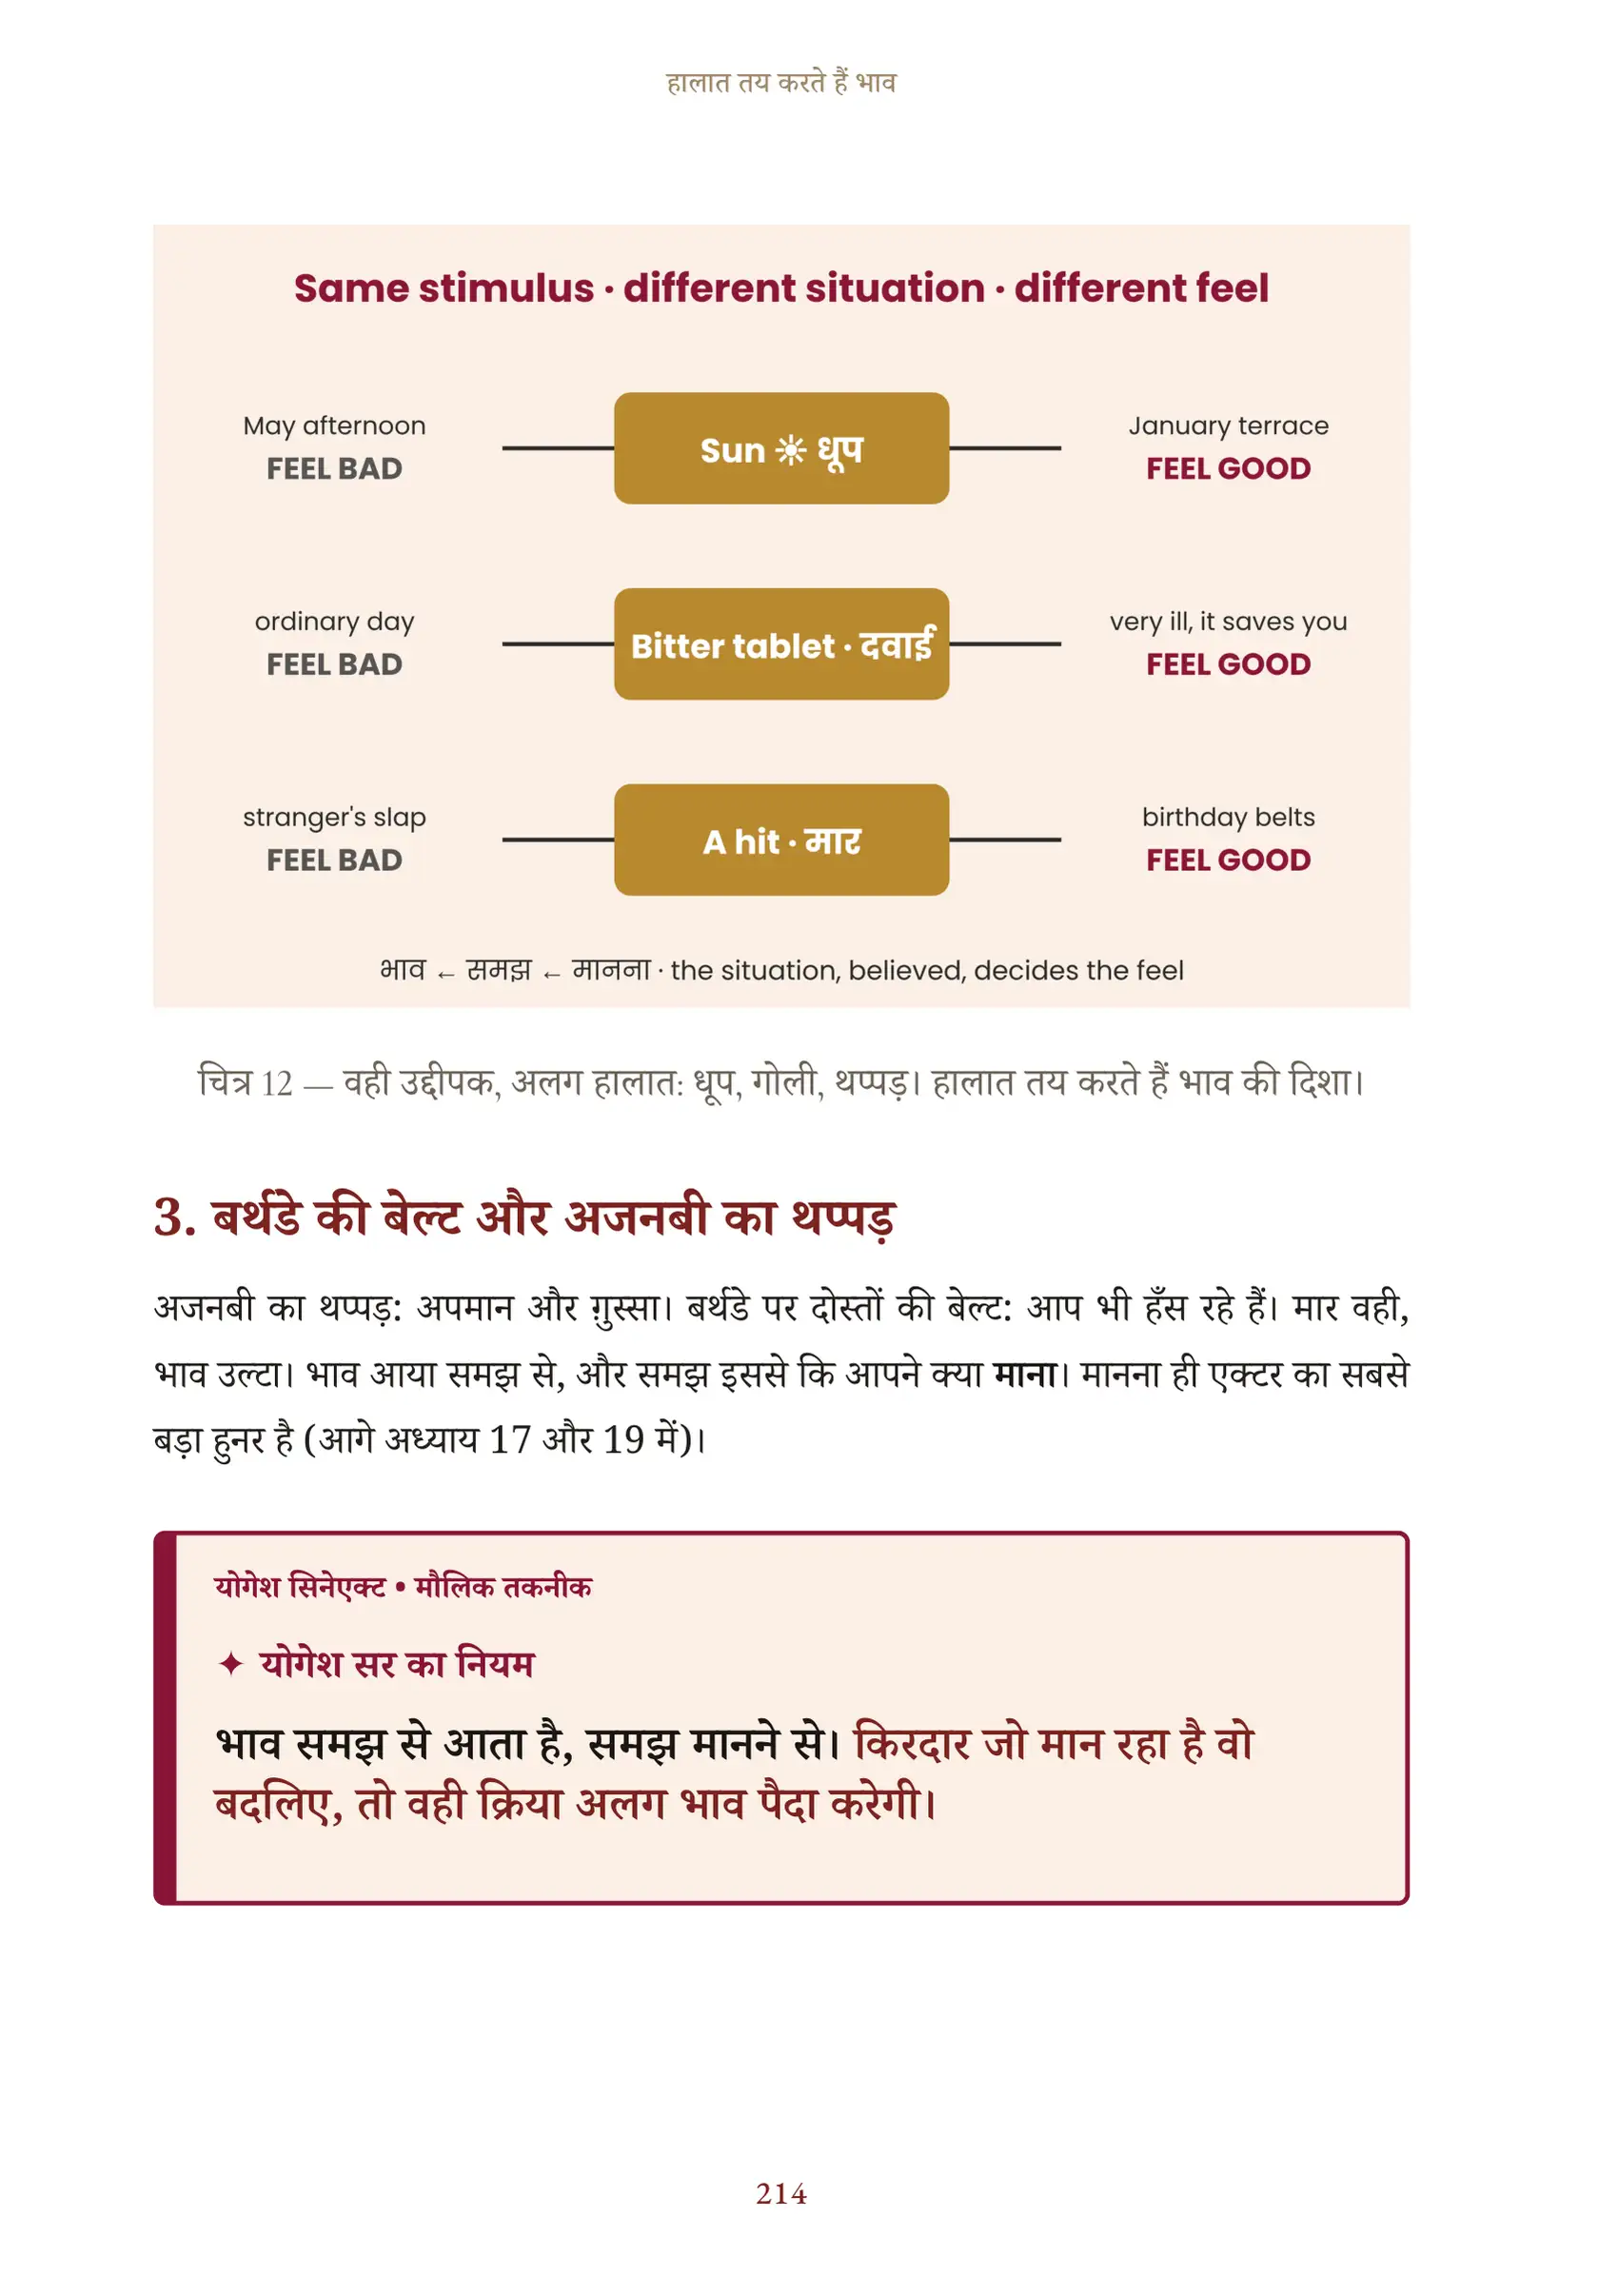 हालात तय करते हैं भाव
Same stimulus · different situation · different feel
May afternoon
FEEL BAD
Sun ☀ धूप
January terrace
FEEL GOOD
ordinary day
FEEL BAD
Bitter tablet · दवाई
very ill, it saves you
FEEL GOOD
stranger's slap
FEEL BAD
A hit · मार
birthday belts
FEEL GOOD
भाव ← समझ ← मानना · the situation, believed, decides the feel
चित्र 12 — वही उद्दीपक, अलग हालात: धूप, गोली, थप्पड़। हालात तय करते हैं भाव की दिशा।
3. बर्थडे की बेल्ट और अजनबी का थप्पड़
अजनबी का थप्पड़: अपमान और ग़ुस्सा। बर्थडे पर दोस्तों की बेल्ट: आप भी हँस रहे हैं। मार वही,
भाव उल्टा। भाव आया समझ से, और समझ इससे कि आपने क्या माना। मानना ही एक्टर का सबसे
बड़ा हुनर है (आगे अध्याय 17 और 19 में)।
योगेश सिनेएक्ट • मौलिक तकनीक
✦ योगेश सर का नियम
भाव समझ से आता है, समझ मानने से। किरदार जो मान रहा है वो
बदलिए, तो वही क्रिया अलग भाव पैदा करेगी।
214